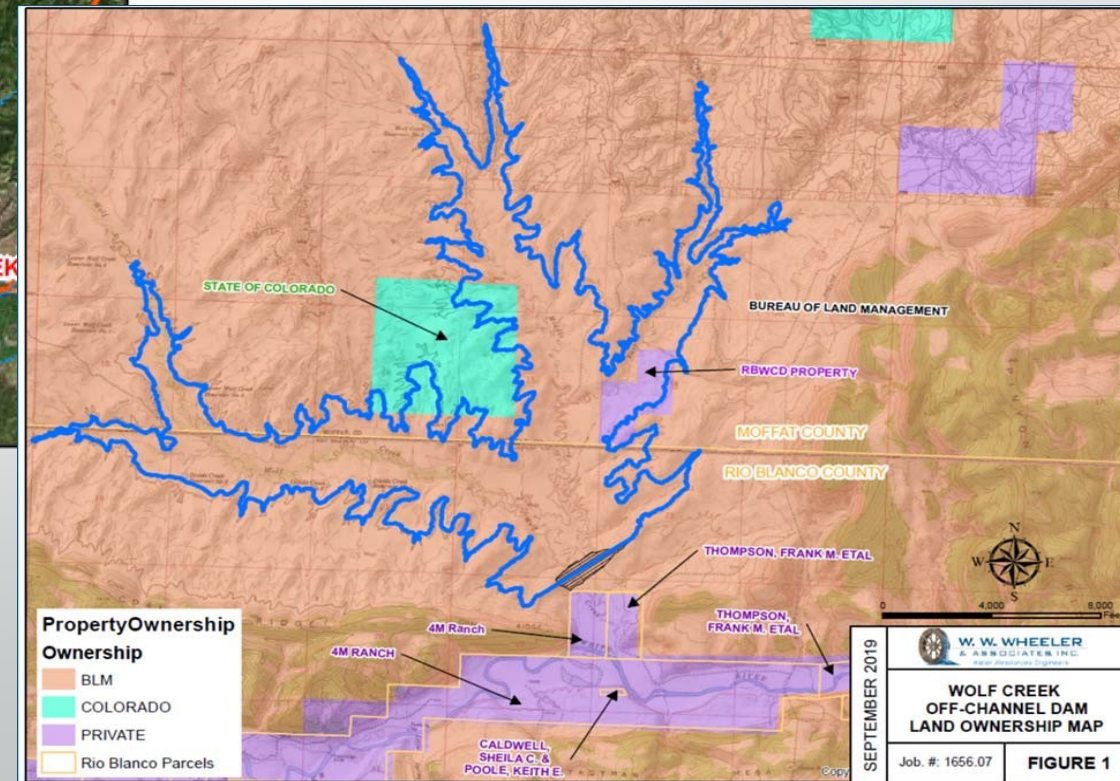 EK
STATE OF COLORADO
BUREAU OF LAND MANAGEMENT
RBWCD PROPERTY
MOFFAT COUNTY
RIO BLANCO COUNTY
THOMPSON, FRANK M. ETAL
4M Ranch
THOMPSON,
FRANK M. ETAL
4M RANCH
CALDWELL,
SHEILA C. &
POOLE, KEITH E.
N
W E
S
0 4,000 8,000
PropertyOwnership
Ownership
BLM
COLORADO
PRIVATE
Rio Blanco Parcels
Copy
SEPTEMBER 2019
W. W. WHEELER
& ASSOCIATES INC.
Water Resources Engineers
WOLF CREEK
OFF-CHANNEL DAM
LAND OWNERSHIP MAP
Job. #: 1656.07
FIGURE 1